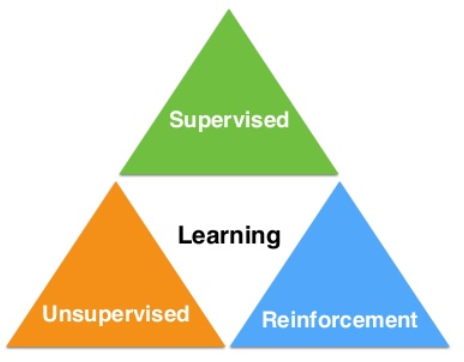 Supervised
Learning
Unsupervised
Reinforcement